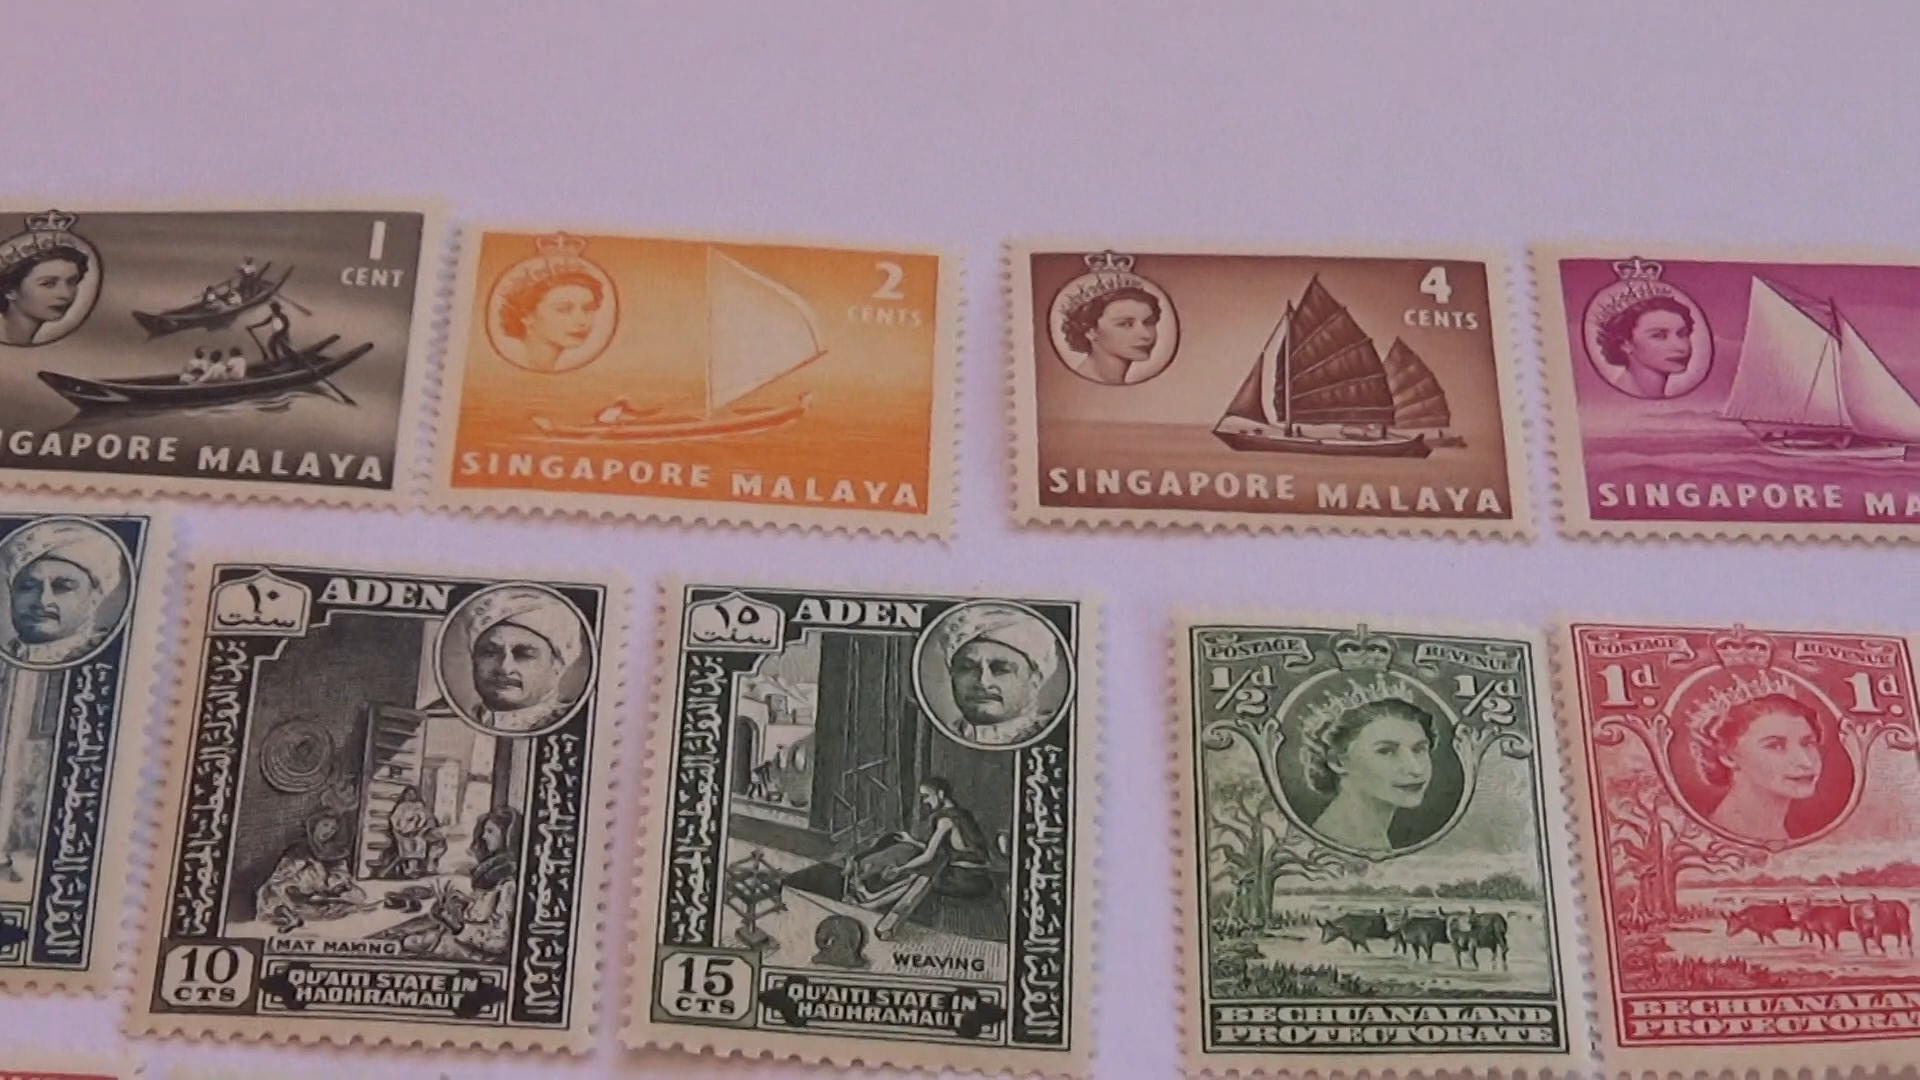 1
CENT
GAPORE MALAYA
2
CENTS
SINGAPORE MALAYA
4
CENTS
SINGAPORE MALAYA
SINGAPORE MA
١٠
سنت
ADEN
MAT MAKING
10
CTS
QU'AITI STATE IN
HADHRAMAUT
١٥
سنت
ADEN
WEAVING
15
CTS
QU'AITI STATE IN
HADHRAMAUT
POSTAGE REVENUE
½d ½d
BECHUANALAND
PROTECTORATE
POSTAGE REVENUE
1d. 1d.
BECHUANALAN
PROTECTORAT